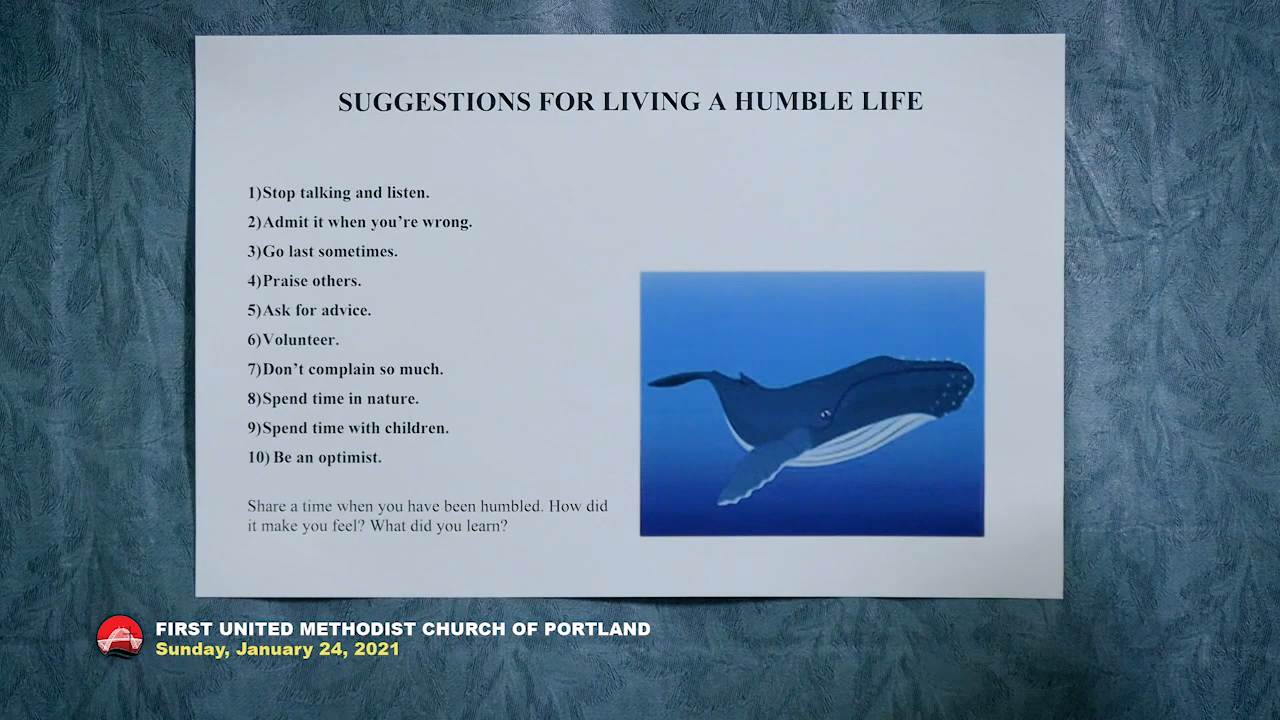 SUGGESTIONS FOR LIVING A HUMBLE LIFE
1)Stop talking and listen.
2)Admit it when you’re wrong.
3)Go last sometimes.
4)Praise others.
5)Ask for advice.
6)Volunteer.
7)Don’t complain so much.
8)Spend time in nature.
9)Spend time with children.
10) Be an optimist.
Share a time when you have been humbled. How did
it make you feel? What did you learn?
FIRST UNITED METHODIST CHURCH OF PORTLAND
Sunday, January 24, 2021